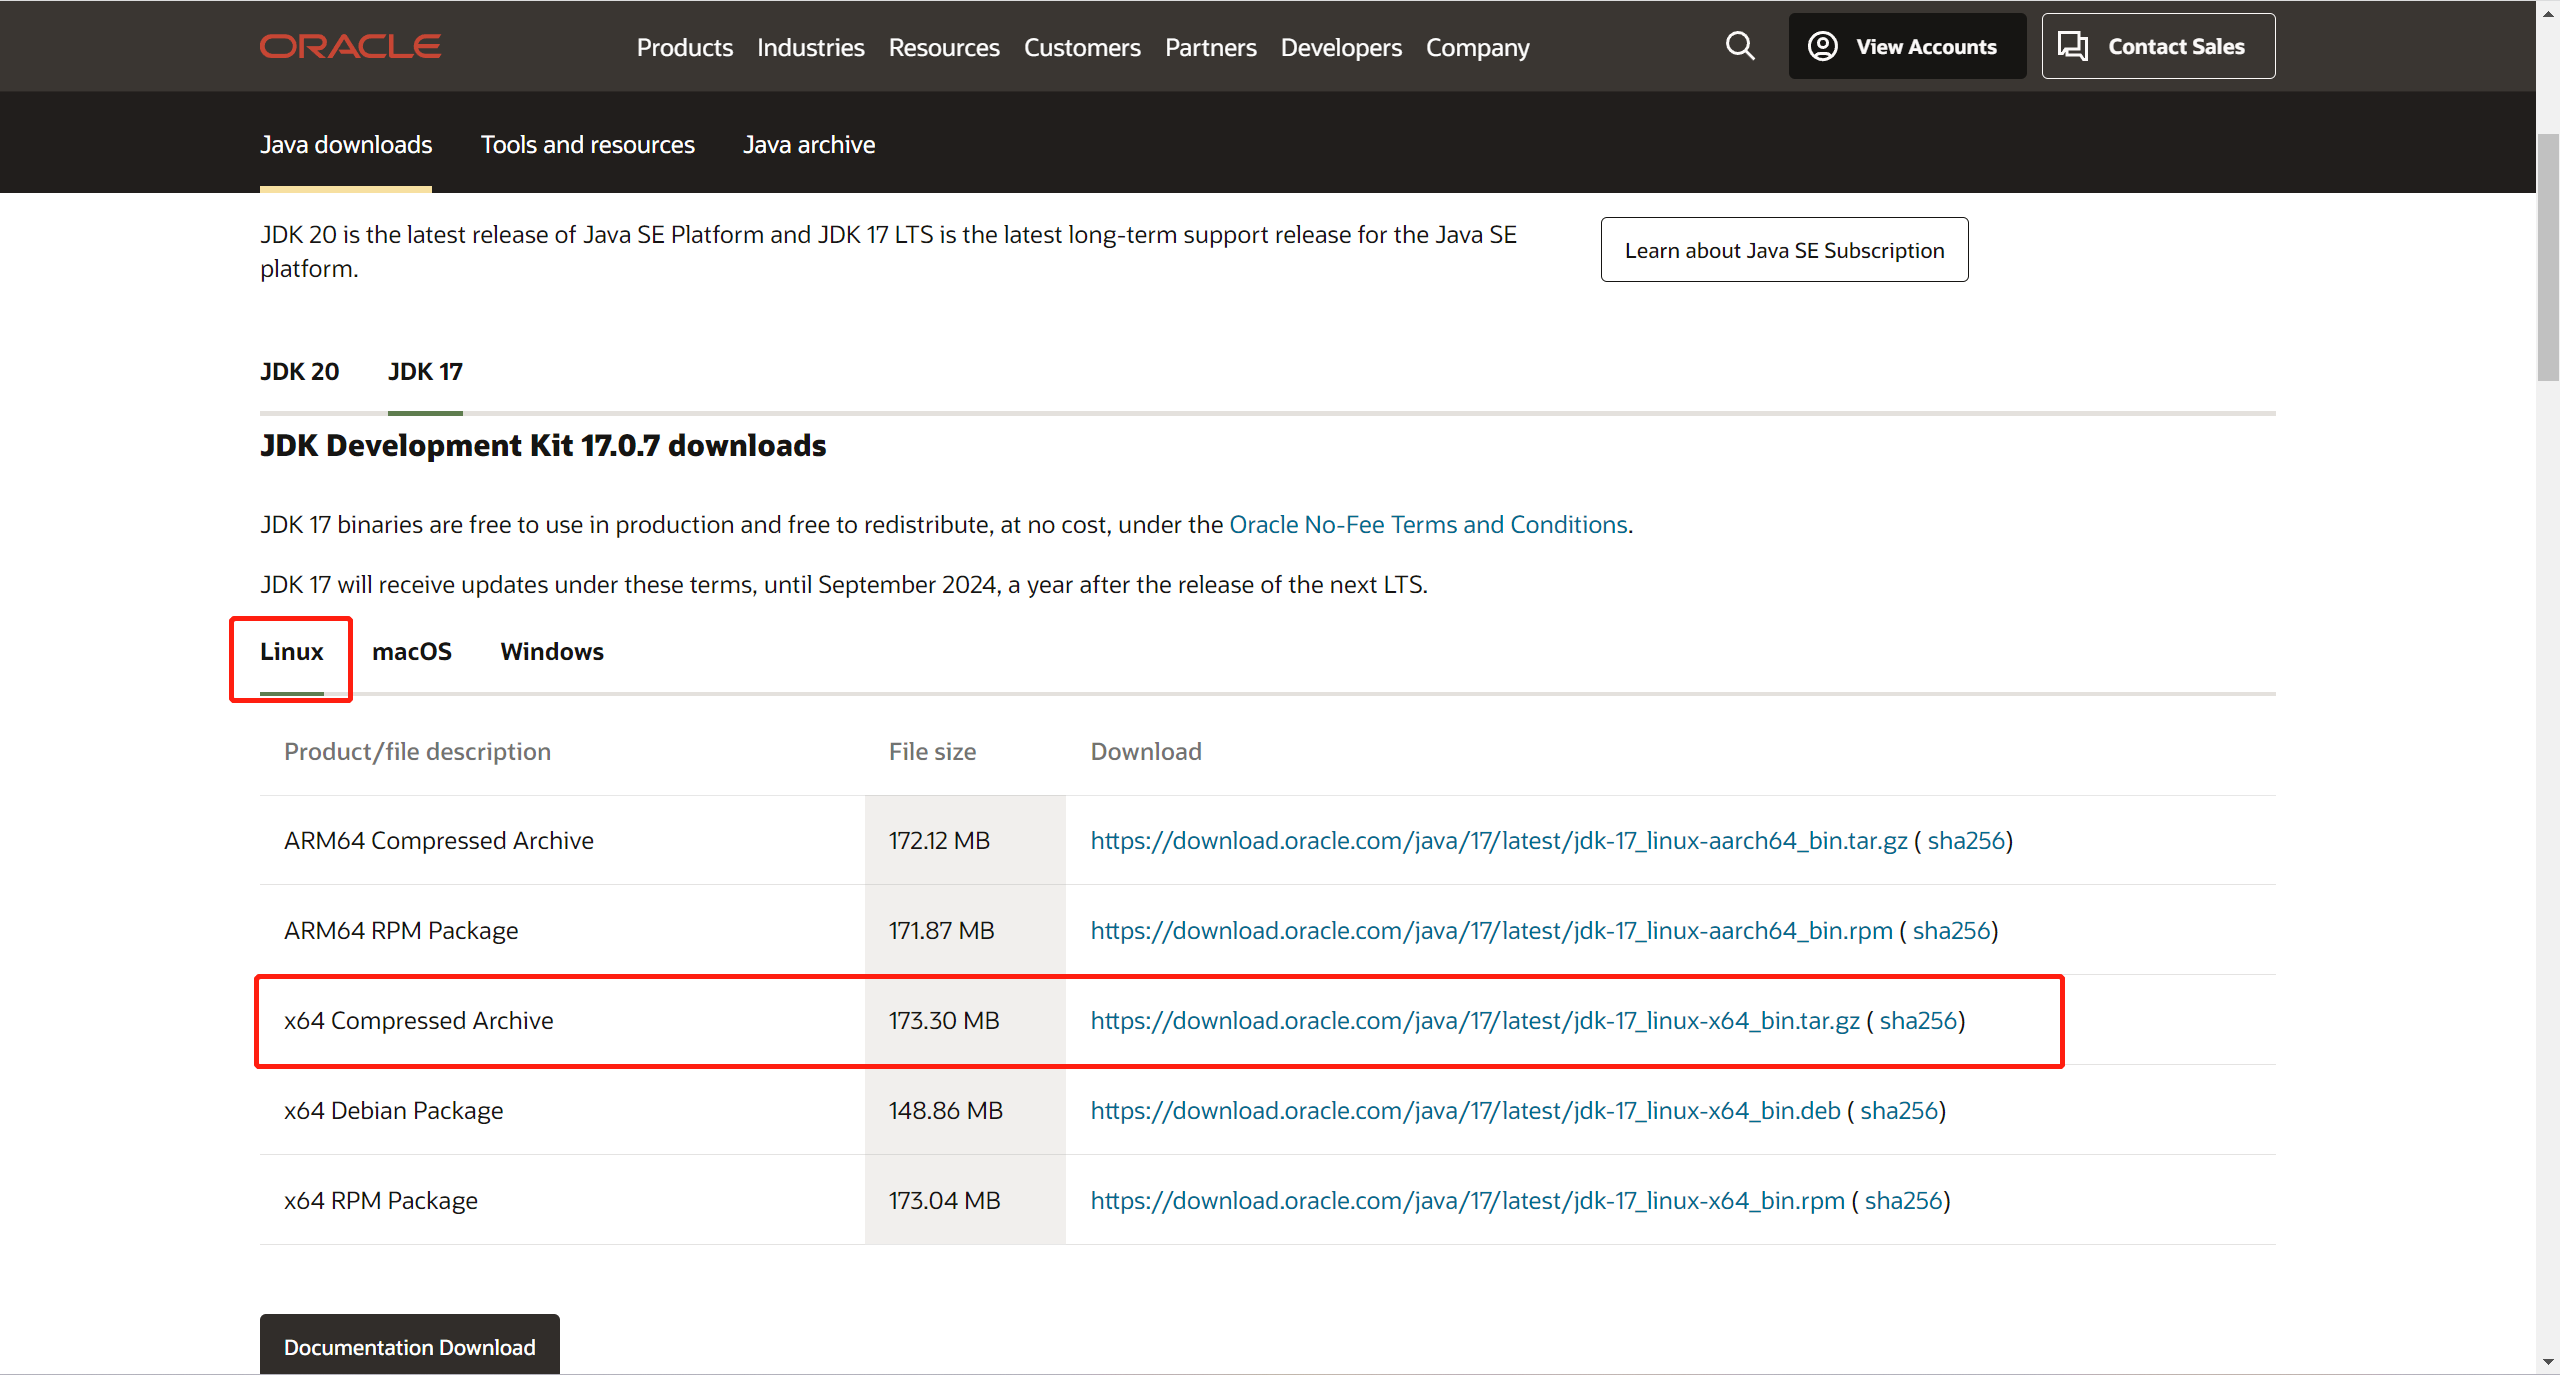 ORACLE
Products Industries Resources Customers Partners Developers Company
View Accounts
Contact Sales
Java downloads Tools and resources Java archive
JDK 20 is the latest release of Java SE Platform and JDK 17 LTS is the latest long-term support release for the Java SE
platform.
Learn about Java SE Subscription
JDK 20 JDK 17
JDK Development Kit 17.0.7 downloads
JDK 17 binaries are free to use in production and free to redistribute, at no cost, under the Oracle No-Fee Terms and Conditions.
JDK 17 will receive updates under these terms, until September 2024, a year after the release of the next LTS.
Linux macOS Windows
Product/file description File size Download
ARM64 Compressed Archive 172.12 MB https://download.oracle.com/java/17/latest/jdk-17_linux-aarch64_bin.tar.gz ( sha256)
ARM64 RPM Package 171.87 MB https://download.oracle.com/java/17/latest/jdk-17_linux-aarch64_bin.rpm ( sha256)
x64 Compressed Archive 173.30 MB https://download.oracle.com/java/17/latest/jdk-17_linux-x64_bin.tar.gz ( sha256)
x64 Debian Package 148.86 MB https://download.oracle.com/java/17/latest/jdk-17_linux-x64_bin.deb ( sha256)
x64 RPM Package 173.04 MB https://download.oracle.com/java/17/latest/jdk-17_linux-x64_bin.rpm ( sha256)
Documentation Download